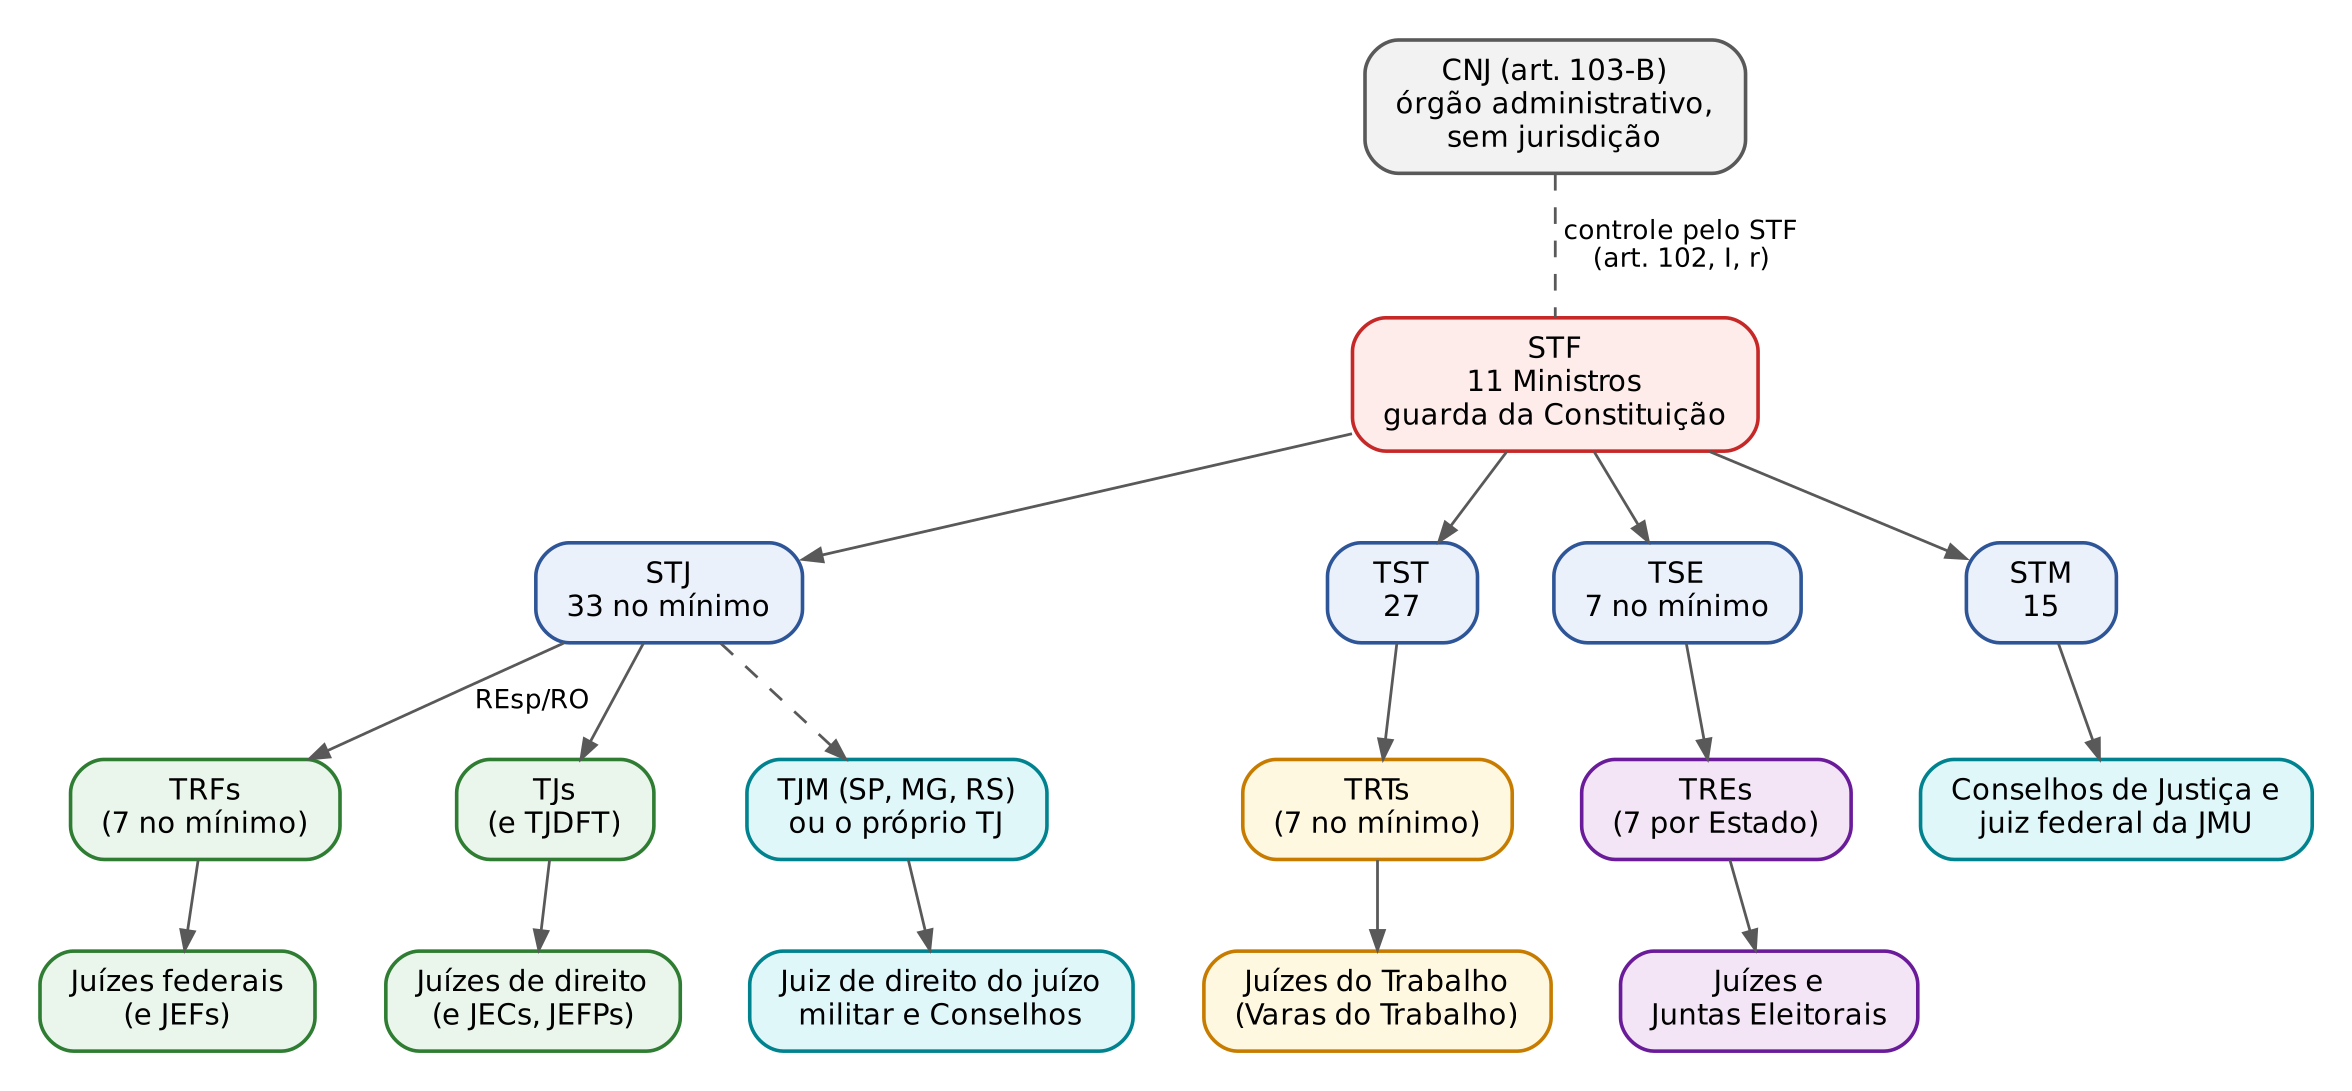 CNJ (art. 103-B)
órgão administrativo,
sem jurisdição
controle pelo STF
(art. 102, I, r)
STF
11 Ministros
guarda da Constituição
STJ
33 no mínimo
TST
27
TSE
7 no mínimo
STM
15
REsp/RO
TRFs
(7 no mínimo)
TJs
(e TJDFT)
TJM (SP, MG, RS)
ou o próprio TJ
TRTs
(7 no mínimo)
TREs
(7 por Estado)
Conselhos de Justiça e
juiz federal da JMU
Juízes federais
(e JEFs)
Juízes de direito
(e JECs, JEFPs)
Juiz de direito do juízo
militar e Conselhos
Juízes do Trabalho
(Varas do Trabalho)
Juízes e
Juntas Eleitorais